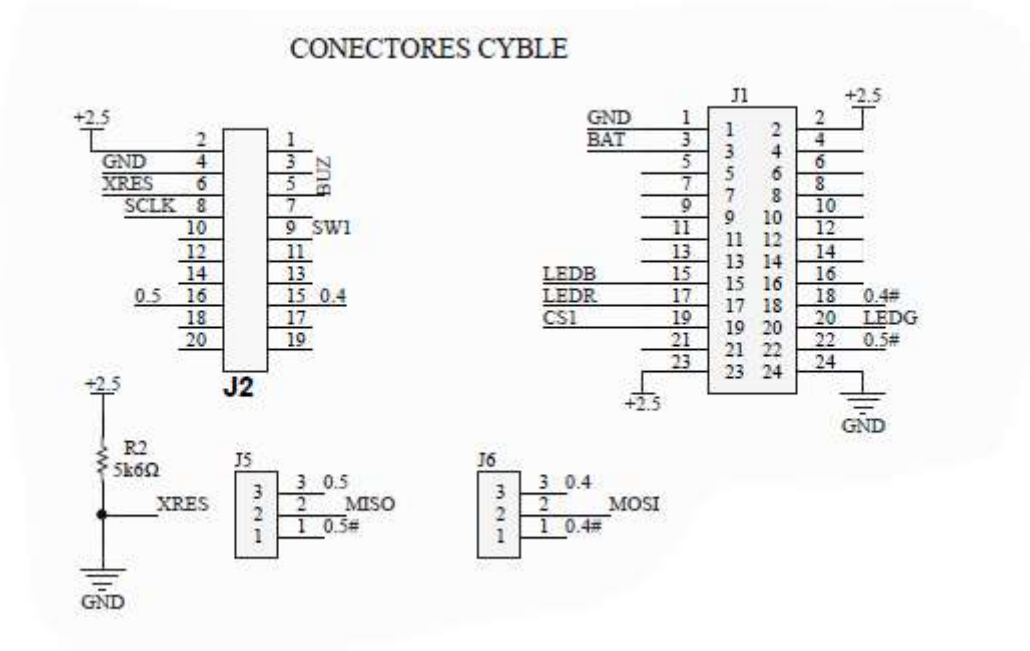 CONECTORES CYBLE
+2.5
2 1
GND 4 3 BUZ
XRES 6 5
SCLK 8 7
10 9 SW1
12 11
14 13
0.5 16 15 0.4
18 17
20 19
J2
J1
+2.5
GND 1 1 2 2
BAT 3 3 4 4
5 5 6 6
7 7 8 8
9 9 10 10
11 11 12 12
13 13 14 14
LEDB 15 15 16 16
LEDR 17 17 18 18 0.4#
CS1 19 19 20 20 LEDG
21 21 22 22 0.5#
23 23 24 24
+2.5
GND
+2.5
R2
5k6Ω
XRES
GND
J5
3 3 0.5
2 2 MISO
1 1 0.5#
J6
3 3 0.4
2 2 MOSI
1 1 0.4#